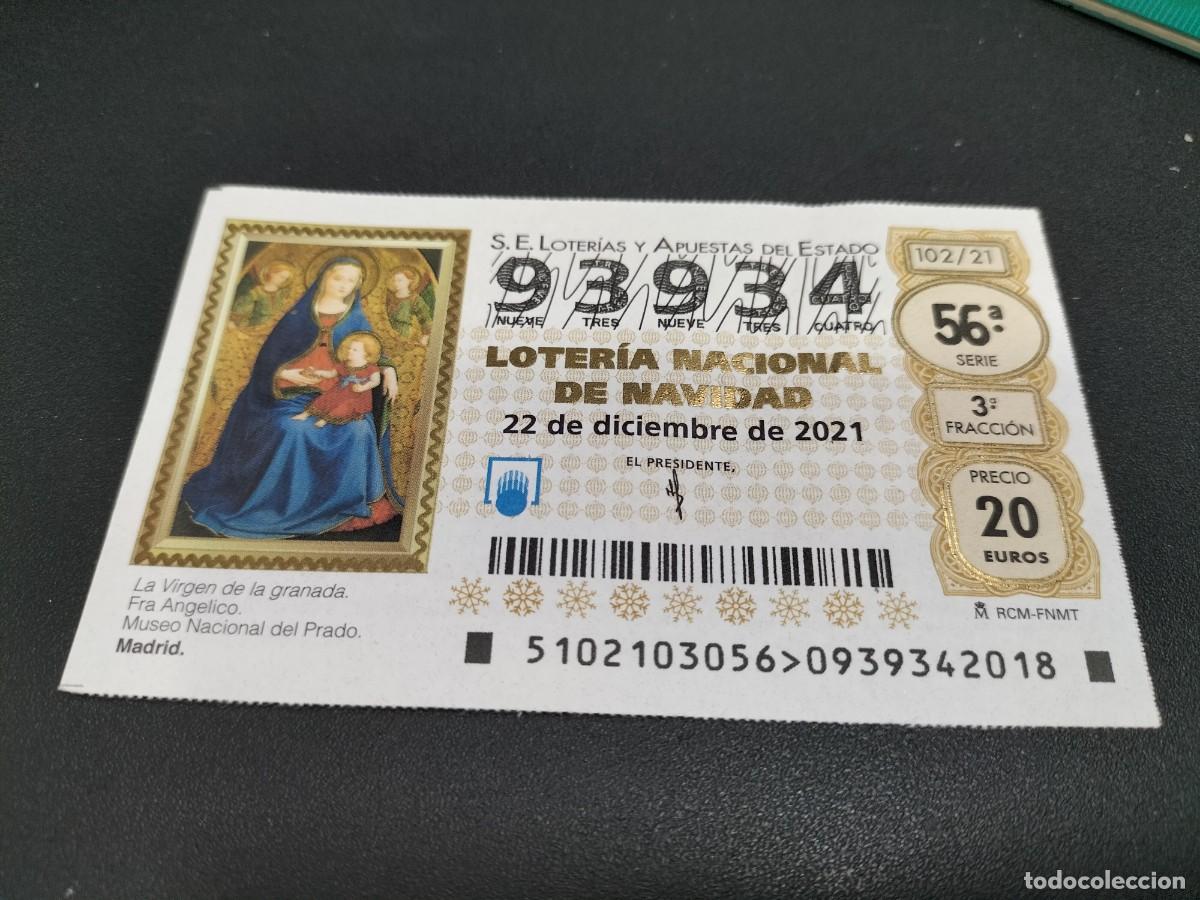 S.E. LOTERÍAS Y APUESTAS DEL ESTADO
93934
NUEVE TRES NUEVE TRES CUATRO
LOTERÍA NACIONAL
DE NAVIDAD
22 de diciembre de 2021
EL PRESIDENTE,
102/21
56ª
SERIE
3ª
FRACCIÓN
PRECIO
20
EUROS
RCM-FNMT
La Virgen de la granada.
Fra Angelico.
Museo Nacional del Prado.
Madrid.
5102103056>0939342018
todocoleccion